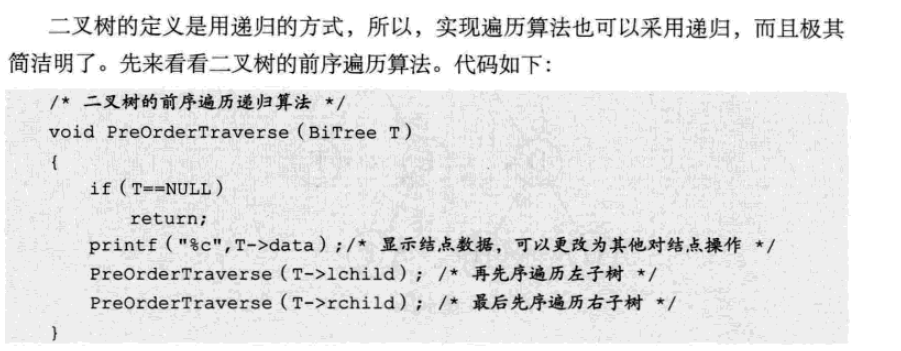 二叉树的定义是用递归的方式，所以，实现遍历算法也可以采用递归，而且极其
简洁明了。先来看看二叉树的前序遍历算法。代码如下：
/* 二叉树的前序遍历递归算法 */
void PreOrderTraverse(BiTree T)
{
if(T==NULL)
return;
printf("%c",T->data);/* 显示结点数据，可以更改为其他对结点操作 */
PreOrderTraverse(T->lchild); /* 再先序遍历左子树 */
PreOrderTraverse(T->rchild); /* 最后先序遍历右子树 */
}